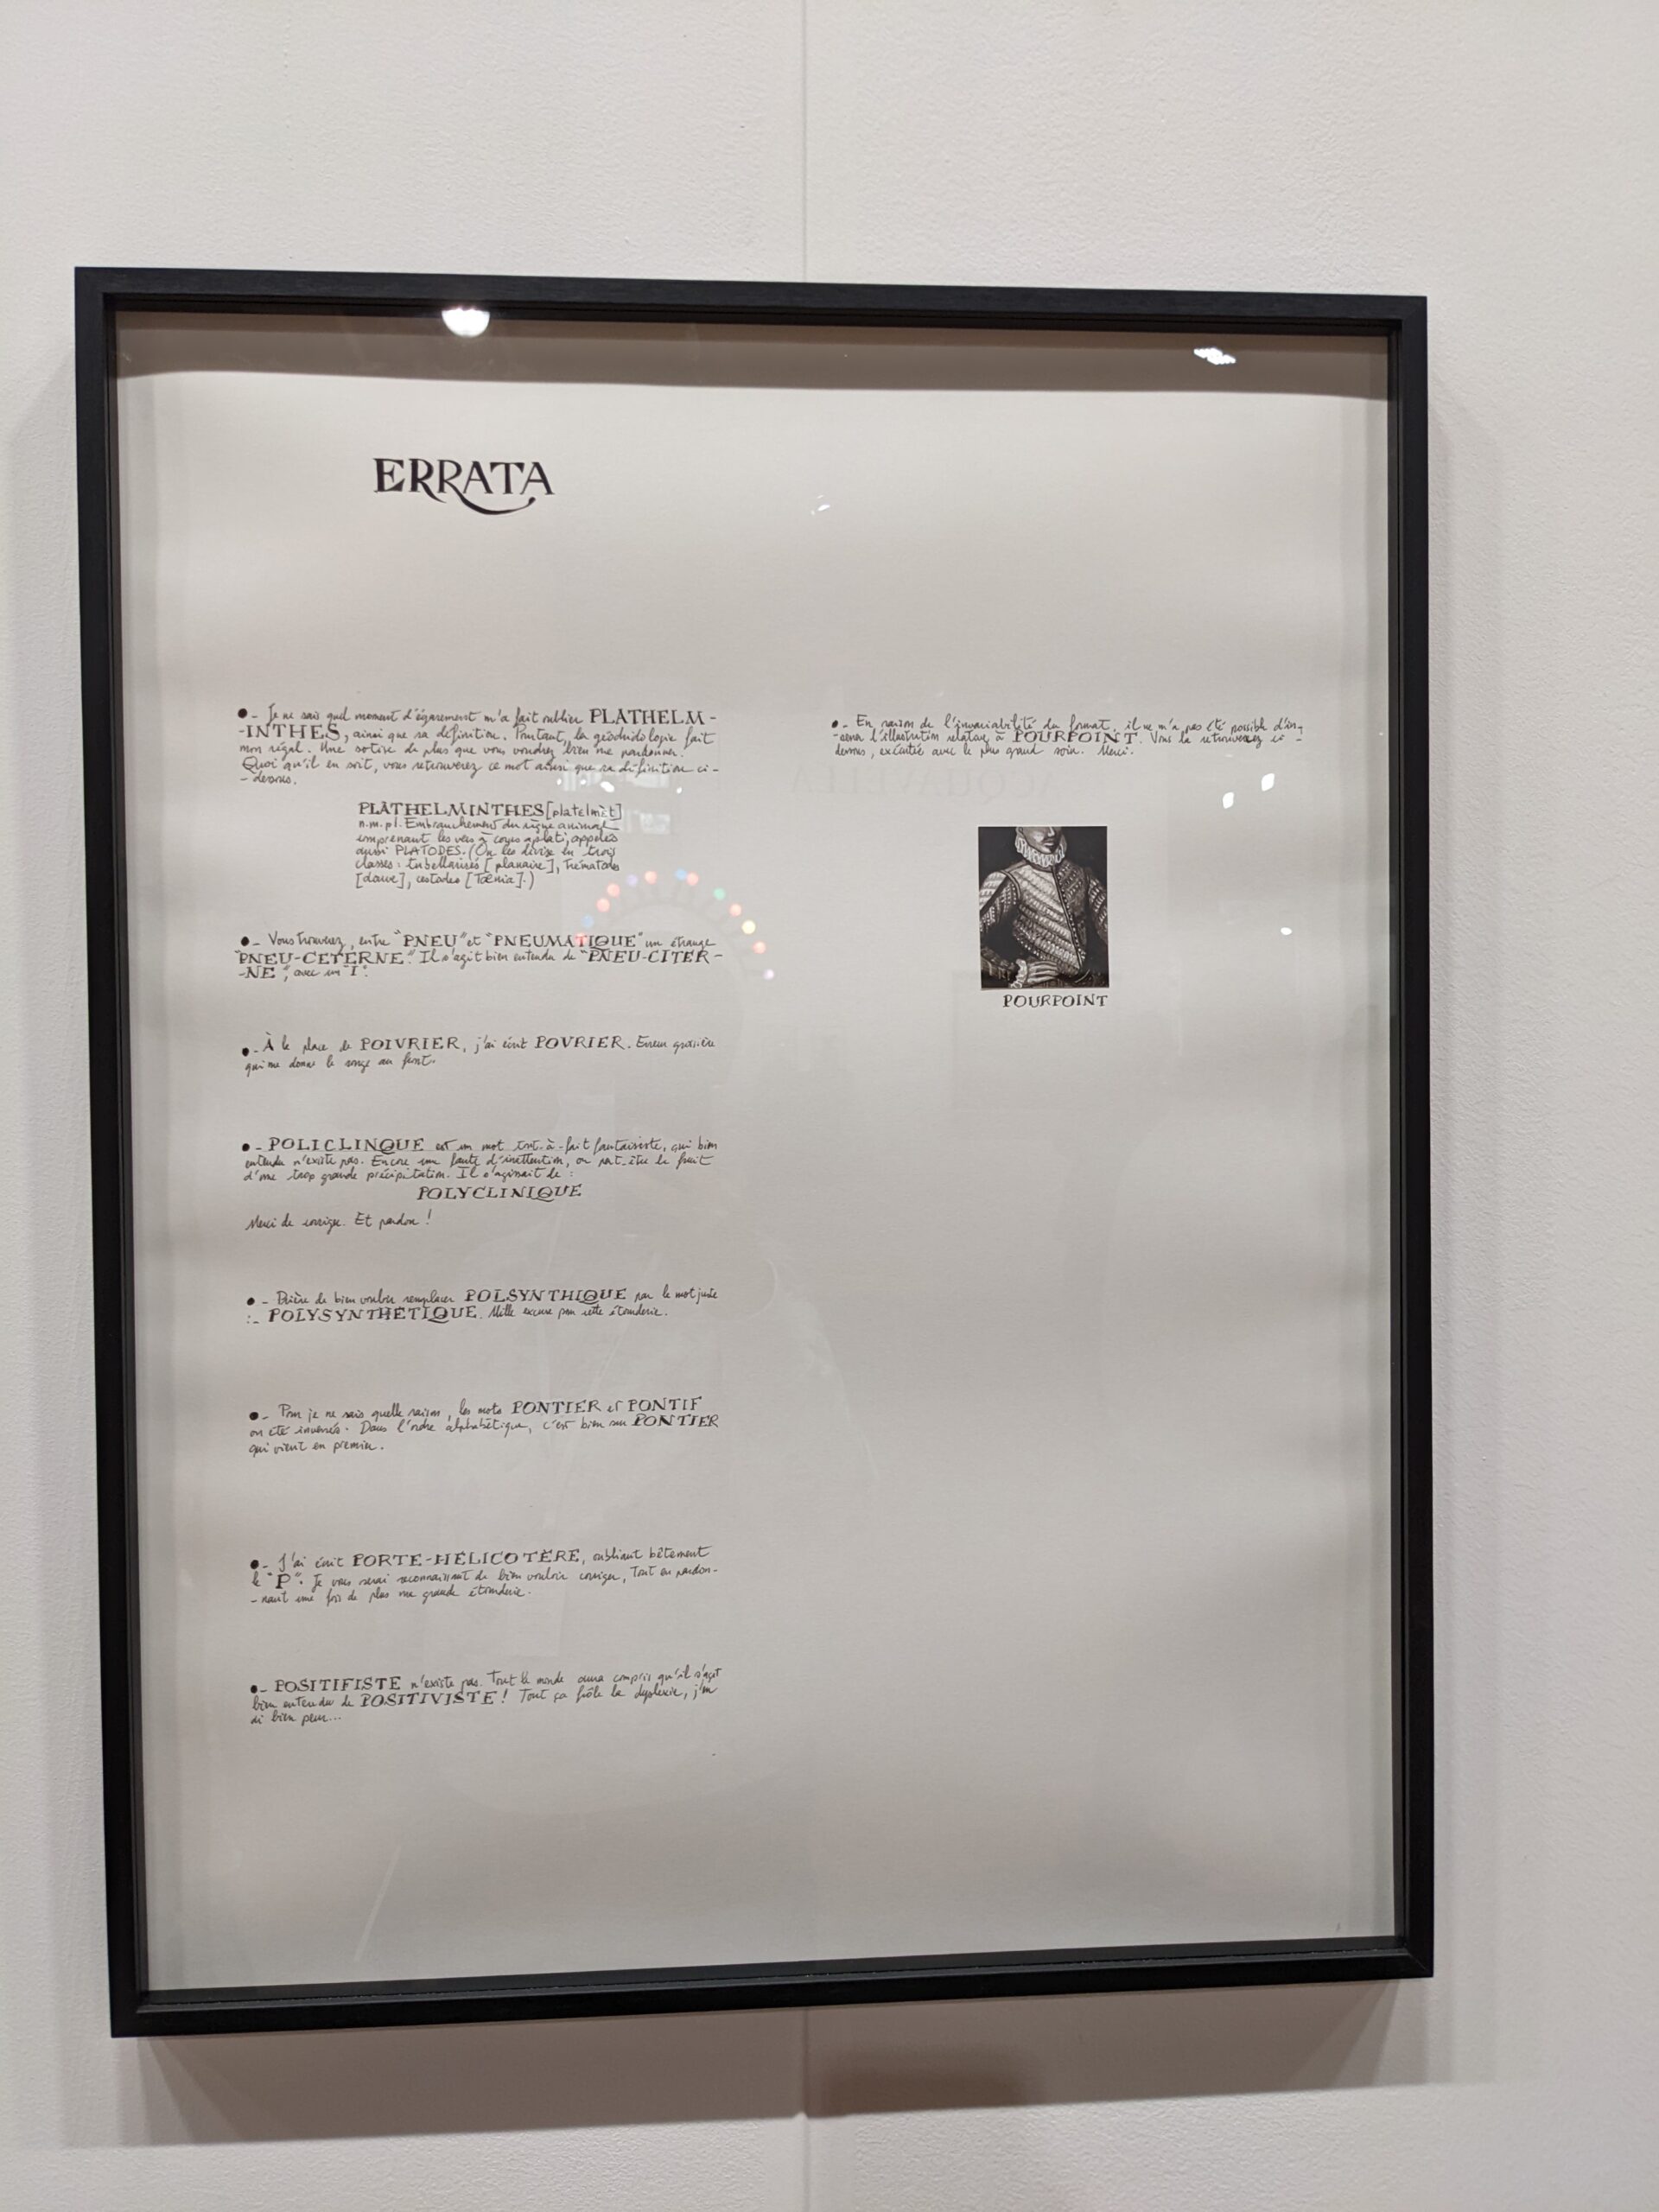 ERRATA
●- Je ne sais quel moment d'égarement m'a fait oublier PLATHELM-
-INTHES, ainsi que sa définition. Pourtant, la géodudologie fait
mon régal. Une sotise de plus que vous voudrez bien me pardonner.
Quoi qu'il en soit, vous retrouverez ce mot ainsi que sa définition ci-
-dessous.
PLATHELMINTHES [platelmɛ̃t]
n.m.pl. Embranchement du règne animal
comprenant les vers à corps aplati, appelés
aussi PLATODES. (On les divise en trois
classes: tubellariés [planaire], Trématodes
[douve], cestodes [Tænia].)
●- Vous trouverez, entre "PNEU" et "PNEUMATIQUE" un étrange
"PNEU-CETERNE". Il s'agit bien entendu de "PNEU-CITER-
-NE", avec un "I".
●- À la place de POIVRIER, j'ai écrit POVRIER. Erreur grossière
qui me donne le rouge au front.
●- POLICLINQUE est un mot tout-à-fait fantaisiste, qui bien
entendu n'existe pas. Encore une faute d'inattention, ou peut-être le fruit
d'une trop grande précipitation. Il s'agissait de :
POLYCLINIQUE
Merci de corriger. Et pardon !
●- Prière de bien vouloir remplacer POLSYNTHIQUE par le mot juste
:- POLYSYNTHÉTIQUE. Mille excuse pour cette étourderie.
●- Pour je ne sais quelle raison, les mots PONTIER et PONTIF
on été inversés. Dans l'ordre alphabétique, c'est bien sur PONTIER
qui vient en premier.
●- J'ai écrit PORTE-HÉLICOTÈRE, oubliant bêtement
le "P". Je vous serai reconnaissant de bien vouloir corriger, tout en pardon-
-nant une fois de plus ma grande étourderie.
●- POSITIFISTE n'existe pas. Tout le monde aura compris qu'il s'agit
bien entendu de POSITIVISTE ! Tout ça frôle la dyslexie, j'en
ai bien peur...
●- En raison de l'invariabilité du format, il ne m'a pas été possible d'in-
-sérer l'illustration relative à POURPOINT. Vous la retrouverez ci-
dessous, exécutée avec le plus grand soin. Merci.
POURPOINT